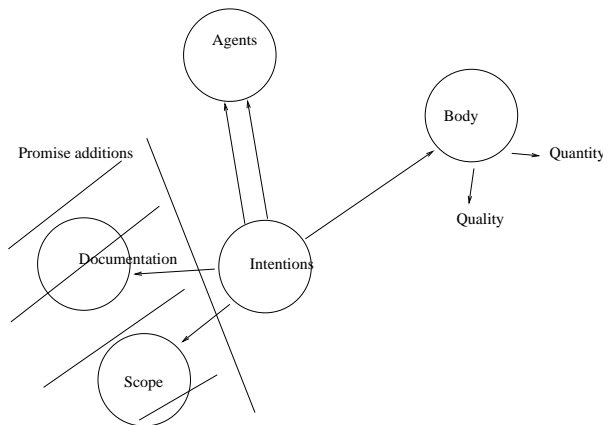 Agents
Body
Promise additions
Quantity
Quality
Documentation
Intentions
Scope